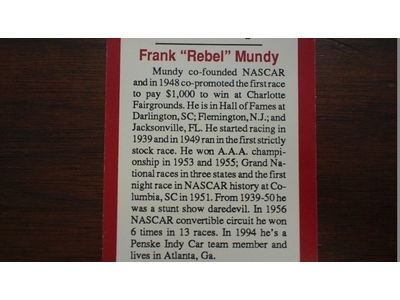 Frank "Rebel" Mundy
Mundy co-founded NASCAR
and in 1948 co-promoted the first race
to pay $1,000 to win at Charlotte
Fairgrounds. He is in Hall of Fames at
Darlington, SC; Flemington, N.J.; and
Jacksonville, FL. He started racing in
1939 and in 1949 ran in the first strictly
stock race. He won A.A.A. champi-
onship in 1953 and 1955; Grand Na-
tional races in three states and the first
night race in NASCAR history at Co-
lumbia, SC in 1951. From 1939-50 he
was a stunt show daredevil. In 1956
NASCAR convertible circuit he won
6 times in 13 races. In 1994 he's a
Penske Indy Car team member and
lives in Atlanta, Ga.